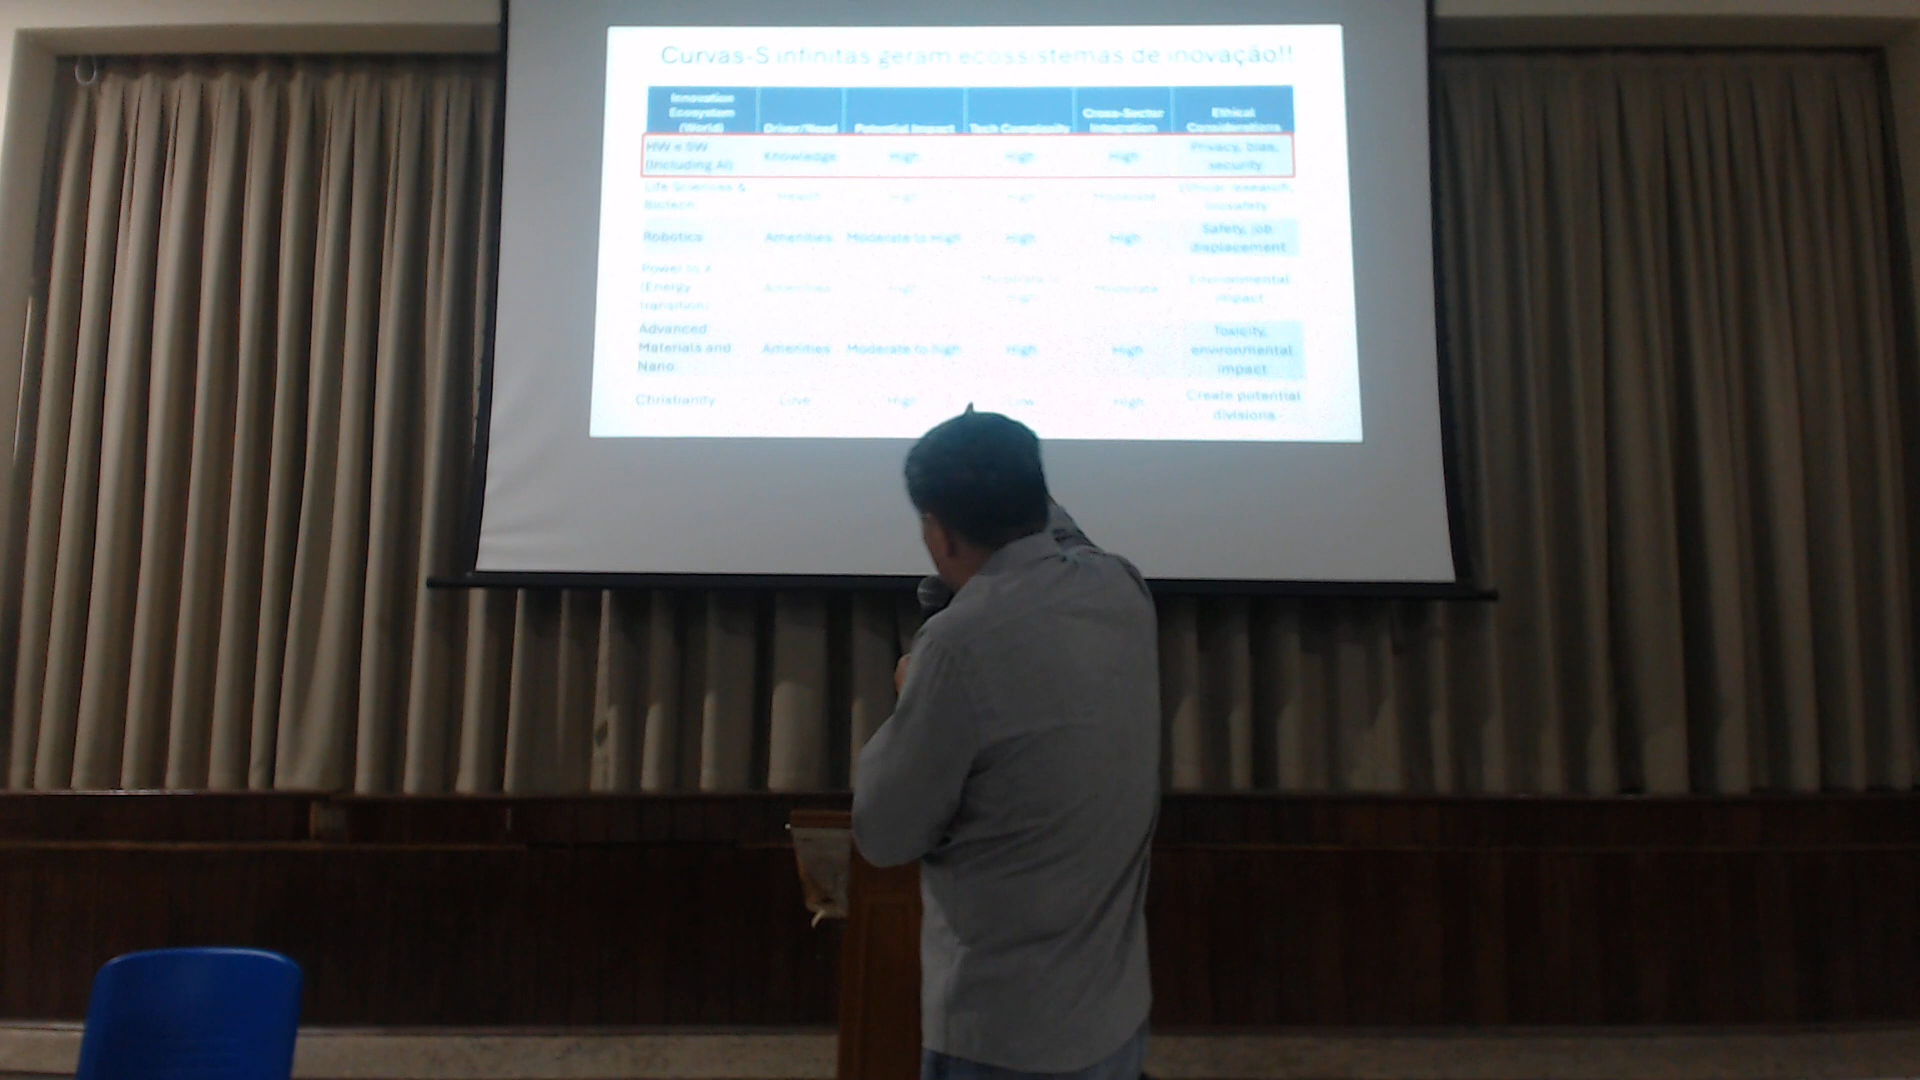 Curvas-S infinitas geram ecossistemas de inovação!!
Innovation Ecosystem (World) Driver/Need Potential Impact Tech Complexity Cross-Sector Integration Ethical Considerations
HW e SW (Including AI) Knowledge High High High Privacy, bias, security
Life Sciences & Biotech Health High High Moderate Ethical research, biosafety
Robotics Amenities Moderate to High High High Safety, job displacement
Power to X (Energy transition) Amenities High Moderate to High Moderate Environmental impact
Advanced Materials and Nano Amenities Moderate to high High High Toxicity, environmental impact
Christianity Love High Low High Create potential divisions